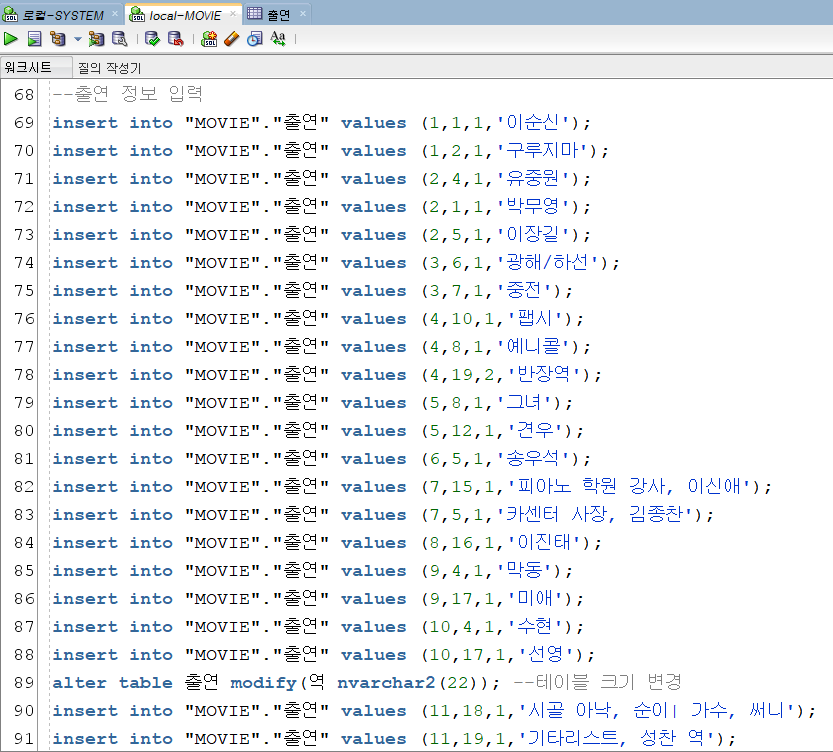 로컬-SYSTEM × local-MOVIE × 출연 ×
워크시트 질의 작성기
68 --출연 정보 입력
69 insert into "MOVIE"."출연" values (1,1,1,'이순신');
70 insert into "MOVIE"."출연" values (1,2,1,'구루지마');
71 insert into "MOVIE"."출연" values (2,4,1,'유중원');
72 insert into "MOVIE"."출연" values (2,1,1,'박무영');
73 insert into "MOVIE"."출연" values (2,5,1,'이장길');
74 insert into "MOVIE"."출연" values (3,6,1,'광해/하선');
75 insert into "MOVIE"."출연" values (3,7,1,'중전');
76 insert into "MOVIE"."출연" values (4,10,1,'팹시');
77 insert into "MOVIE"."출연" values (4,8,1,'예니콜');
78 insert into "MOVIE"."출연" values (4,19,2,'반장역');
79 insert into "MOVIE"."출연" values (5,8,1,'그녀');
80 insert into "MOVIE"."출연" values (5,12,1,'견우');
81 insert into "MOVIE"."출연" values (6,5,1,'송우석');
82 insert into "MOVIE"."출연" values (7,15,1,'피아노 학원 강사, 이신애');
83 insert into "MOVIE"."출연" values (7,5,1,'카센터 사장, 김종찬');
84 insert into "MOVIE"."출연" values (8,16,1,'이진태');
85 insert into "MOVIE"."출연" values (9,4,1,'막동');
86 insert into "MOVIE"."출연" values (9,17,1,'미애');
87 insert into "MOVIE"."출연" values (10,4,1,'수현');
88 insert into "MOVIE"."출연" values (10,17,1,'선영');
89 alter table 출연 modify(역 nvarchar2(22)); --테이블 크기 변경
90 insert into "MOVIE"."출연" values (11,18,1,'시골 아낙, 순이| 가수, 써니');
91 insert into "MOVIE"."출연" values (11,19,1,'기타리스트, 성찬 역');